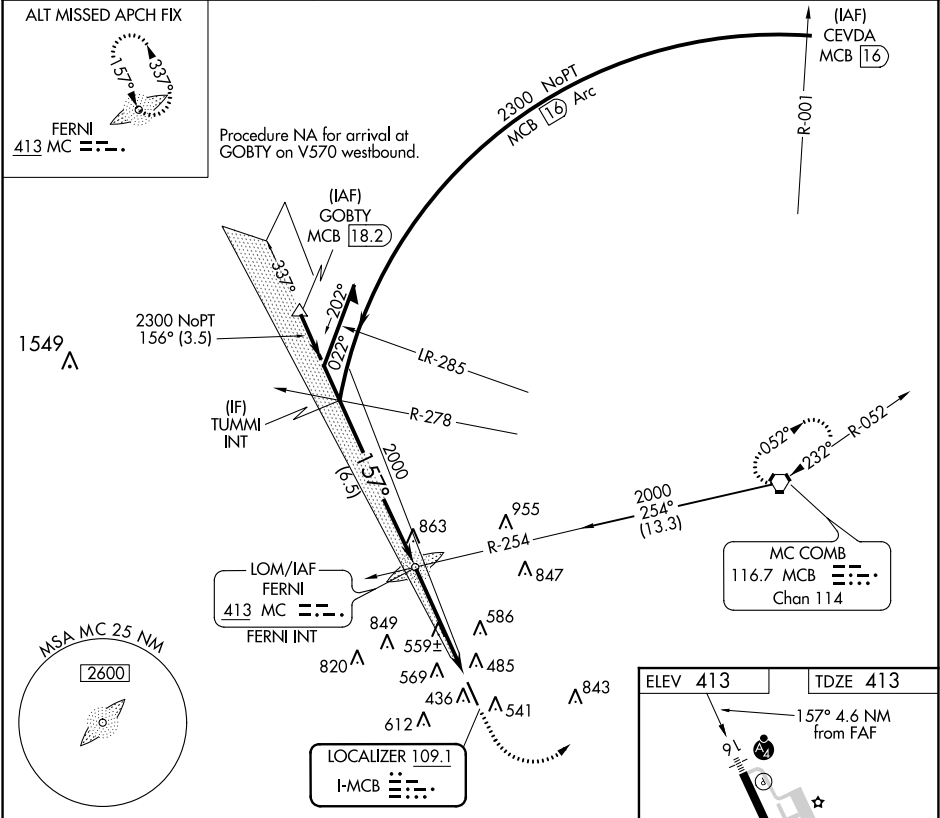 ALT MISSED APCH FIX
157°
337°
FERNI
413 MC
Procedure NA for arrival at
GOBTY on V570 westbound.
(IAF)
CEVDA
MCB 16
R-001
2300 NoPT
MCB 16 Arc
(IAF)
GOBTY
MCB 18.2
337°
202°
022°
2300 NoPT
156° (3.5)
1549
LR-285
(IF)
TUMMI
INT
R-278
2000
157°
(6.5)
052°
R-052
232°
2000
254°
(13.3)
R-254
863
955
847
MC COMB
116.7 MCB
Chan 114
LOM/IAF
FERNI
413 MC
FERNI INT
849
559±
586
820
569
485
436
541
843
612
MSA MC 25 NM
2600
LOCALIZER 109.1
I-MCB
ELEV 413
TDZE 413
157° 4.6 NM
from FAF
16
A4